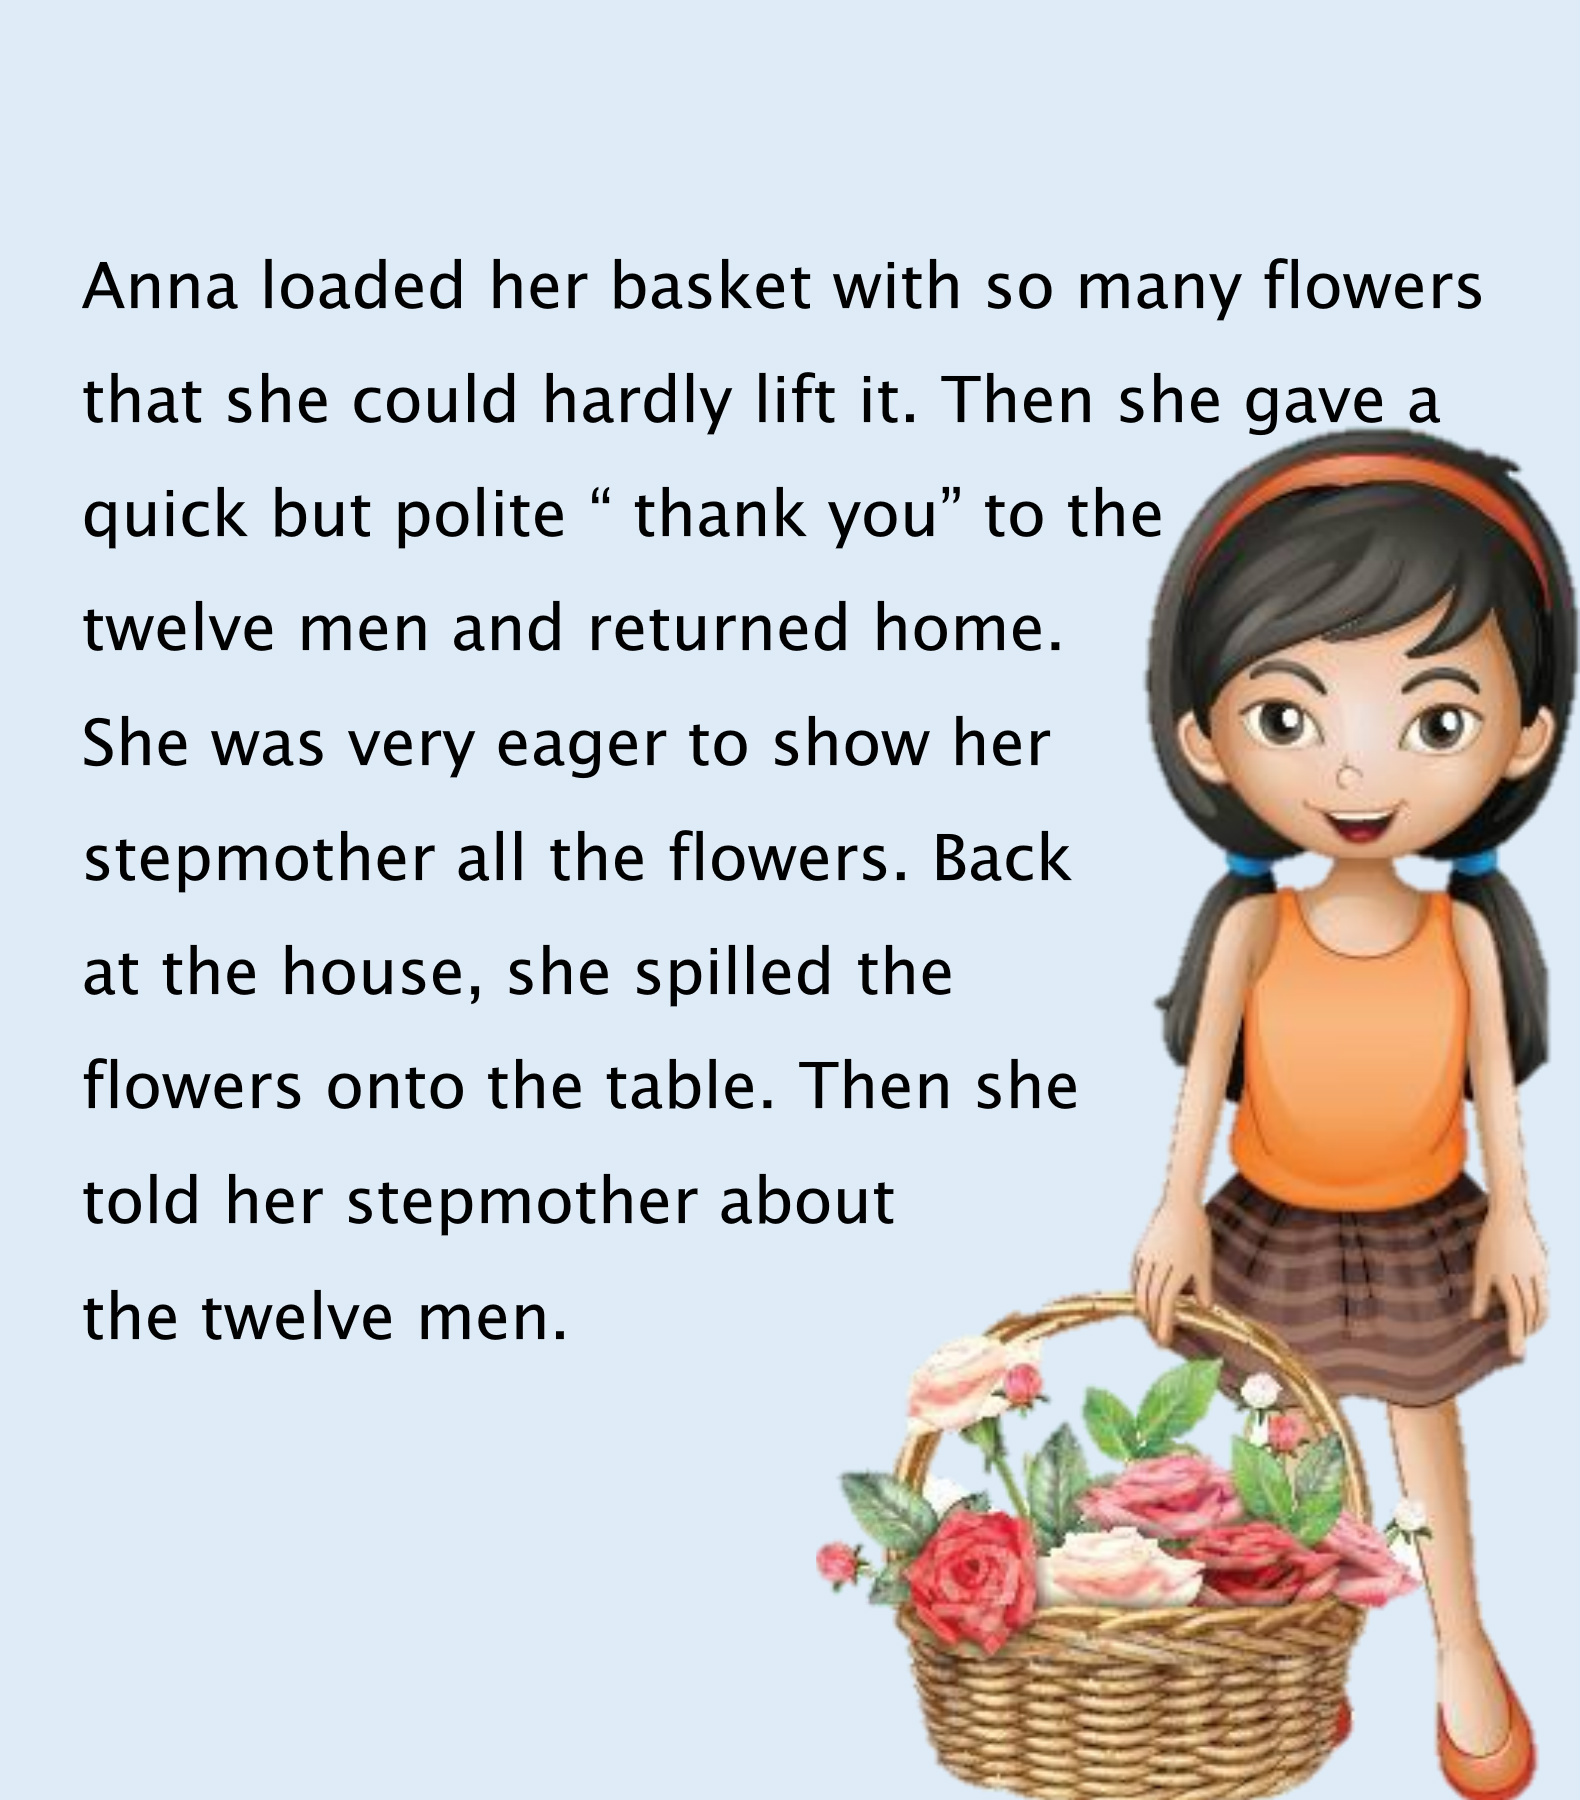 Anna loaded her basket with so many flowers
that she could hardly lift it. Then she gave a
quick but polite “ thank you” to the
twelve men and returned home.
She was very eager to show her
stepmother all the flowers. Back
at the house, she spilled the
flowers onto the table. Then she
told her stepmother about
the twelve men.